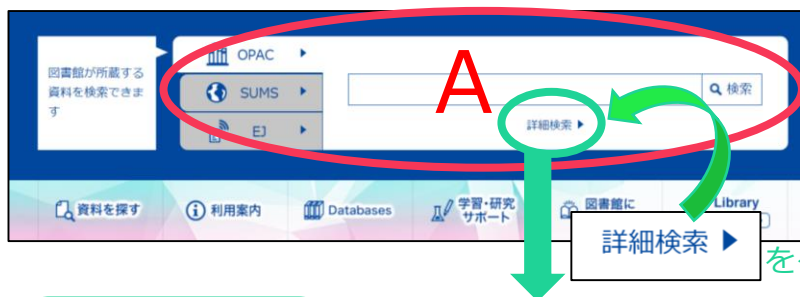 図書館が所蔵する
資料を検索できま
す
OPAC
SUMS
EJ
A
検索
詳細検索
資料を探す
利用案内
Databases
学習・研究
サポート
図書館に
Library
詳細検索
を